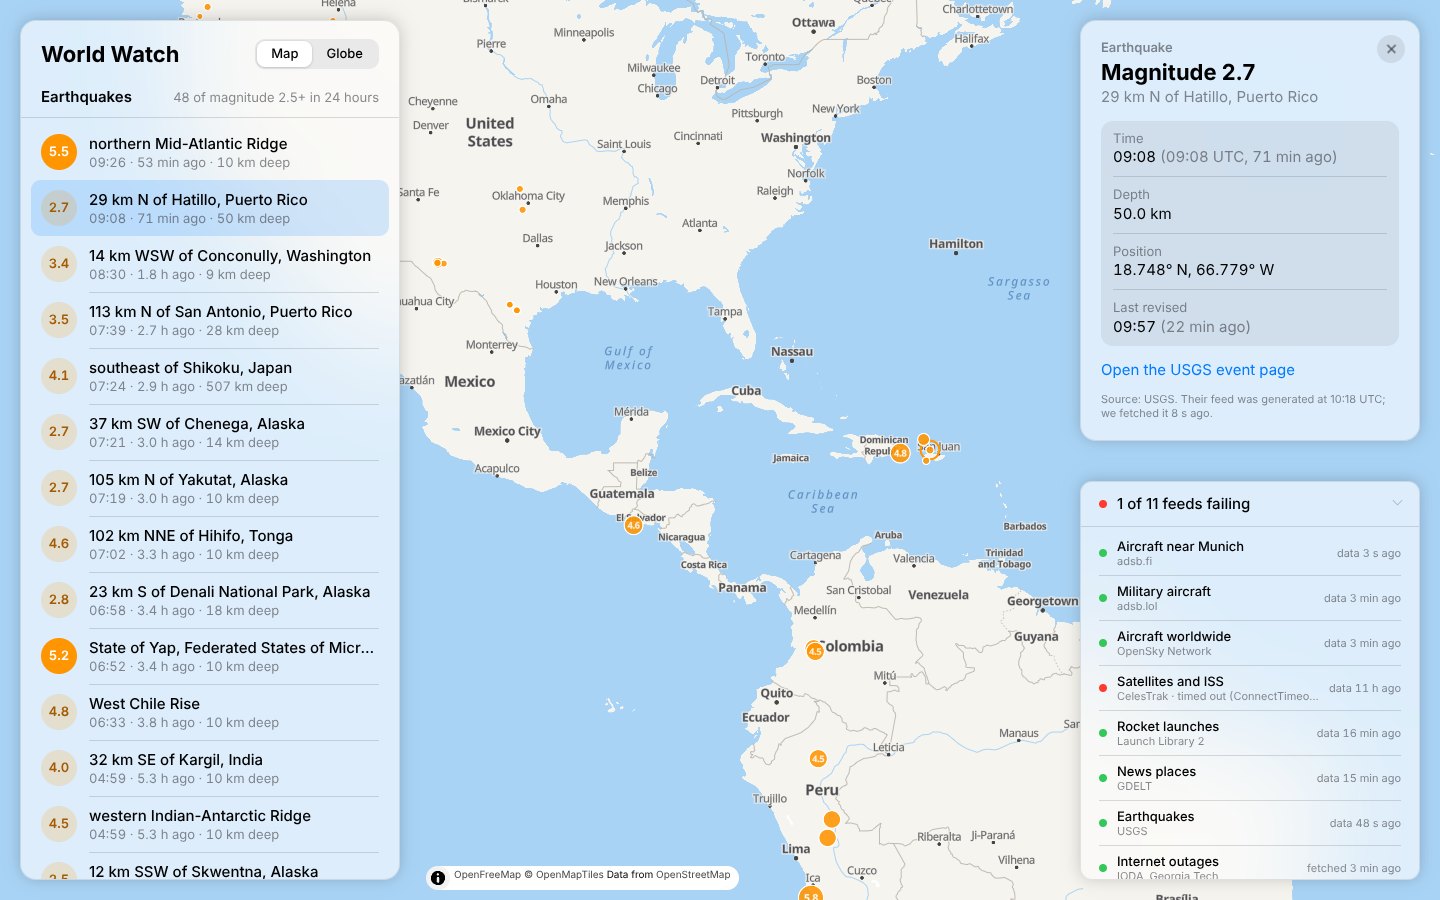 World Watch
Map
Globe
Earthquakes
48 of magnitude 2.5+ in 24 hours
5.5
northern Mid-Atlantic Ridge
09:26 · 53 min ago · 10 km deep
2.7
29 km N of Hatillo, Puerto Rico
09:08 · 71 min ago · 50 km deep
3.4
14 km WSW of Conconully, Washington
08:30 · 1.8 h ago · 9 km deep
3.5
113 km N of San Antonio, Puerto Rico
07:39 · 2.7 h ago · 28 km deep
4.1
southeast of Shikoku, Japan
07:24 · 2.9 h ago · 507 km deep
2.7
37 km SW of Chenega, Alaska
07:21 · 3.0 h ago · 14 km deep
2.7
105 km N of Yakutat, Alaska
07:19 · 3.0 h ago · 10 km deep
4.6
102 km NNE of Hihifo, Tonga
07:02 · 3.3 h ago · 10 km deep
2.8
23 km S of Denali National Park, Alaska
06:58 · 3.4 h ago · 18 km deep
5.2
State of Yap, Federated States of Micr...
06:52 · 3.4 h ago · 10 km deep
4.8
West Chile Rise
06:33 · 3.8 h ago · 10 km deep
4.0
32 km SE of Kargil, India
04:59 · 5.3 h ago · 10 km deep
4.5
western Indian-Antarctic Ridge
04:59 · 5.3 h ago · 10 km deep
12 km SSW of Skwentna, Alaska
Helena
Ottawa
Charlottetown
Halifax
Pierre
Minneapolis
Toronto
Milwaukee
Detroit
Chicago
Boston
Cheyenne
Omaha
New York
Pittsburgh
Denver
United
States
Cincinnati
Washington
Saint Louis
Norfolk
Santa Fe
Oklahoma City
Memphis
Raleigh
Atlanta
Dallas
Jackson
Hamilton
Houston
New Orleans
Sargasso
Sea
uahua City
Tampa
Monterrey
Gulf of
Mexico
Nassau
azatlán
Mexico
Cuba
Mérida
Mexico City
Dominican
Repu
4.8
Juan
Jamaica
Acapulco
Belize
Guatemala
Caribbean
Sea
El Salvador
4.6
Nicaragua
Barbados
Aruba
Costa Rica
Cartagena
Valencia
Trinidad
and Tobago
Panama
San Cristobal
Venezuela
Georgetown
Medellín
Guyana
4.5
Colombia
Mitú
Quito
Ecuador
Leticia
Manaus
Sar
4.5
Peru
Trujillo
Lima
Riberalta
Ji-Paraná
Vilhena
Ica
Cuzco
5.8
Brasília
OpenFreeMap © OpenMapTiles Data from OpenStreetMap
Earthquake
Magnitude 2.7
29 km N of Hatillo, Puerto Rico
Time
09:08 (09:08 UTC, 71 min ago)
Depth
50.0 km
Position
18.748° N, 66.779° W
Last revised
09:57 (22 min ago)
Open the USGS event page
Source: USGS. Their feed was generated at 10:18 UTC;
we fetched it 8 s ago.
1 of 11 feeds failing
Aircraft near Munich
adsb.fi
data 3 s ago
Military aircraft
adsb.lol
data 3 min ago
Aircraft worldwide
OpenSky Network
data 3 min ago
Satellites and ISS
CelesTrak · timed out (ConnectTimeo...
data 11 h ago
Rocket launches
Launch Library 2
data 16 min ago
News places
GDELT
data 15 min ago
Earthquakes
USGS
data 48 s ago
Internet outages
IODA, Georgia Tech
fetched 3 min ago